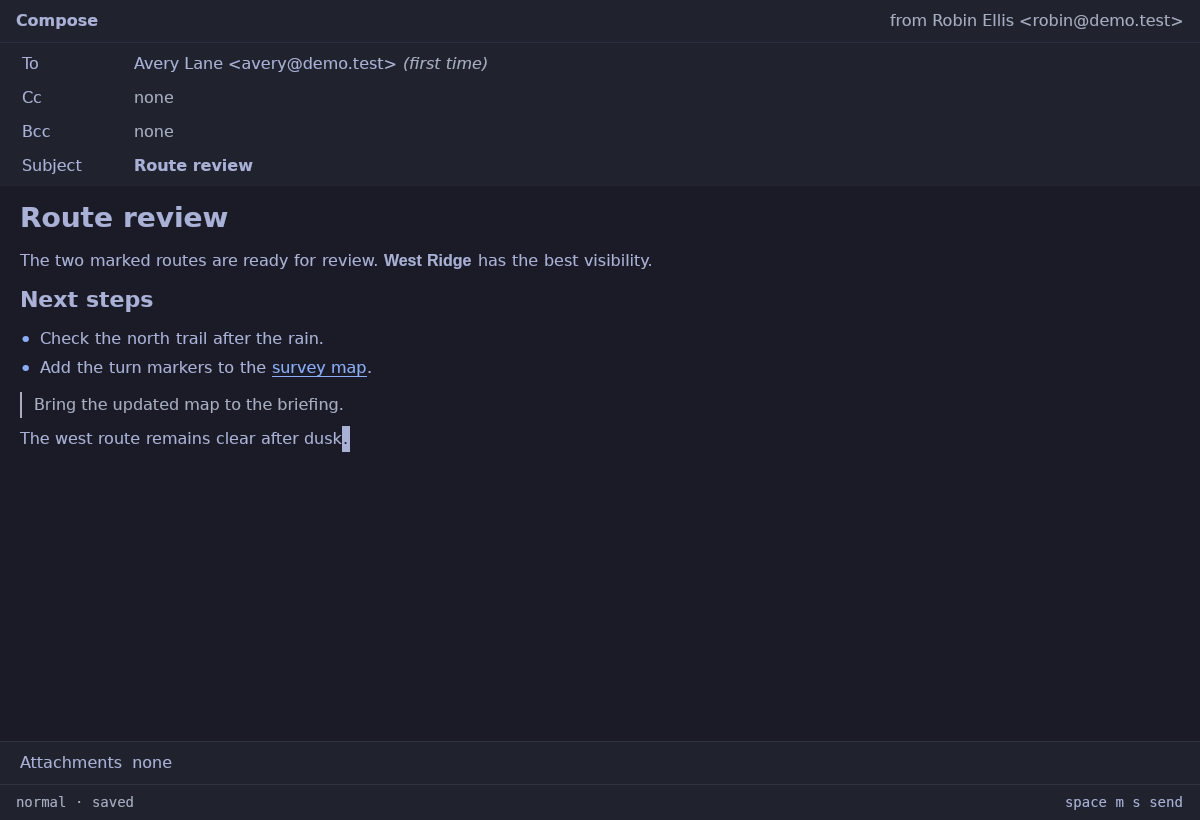 Compose
from Robin Ellis <robin@demo.test>
To Avery Lane <avery@demo.test> (first time)
Cc none
Bcc none
Subject Route review
Route review
The two marked routes are ready for review. West Ridge has the best visibility.
Next steps
• Check the north trail after the rain.
• Add the turn markers to the survey map.
Bring the updated map to the briefing.
The west route remains clear after dusk.
Attachments none
normal · saved
space m s send